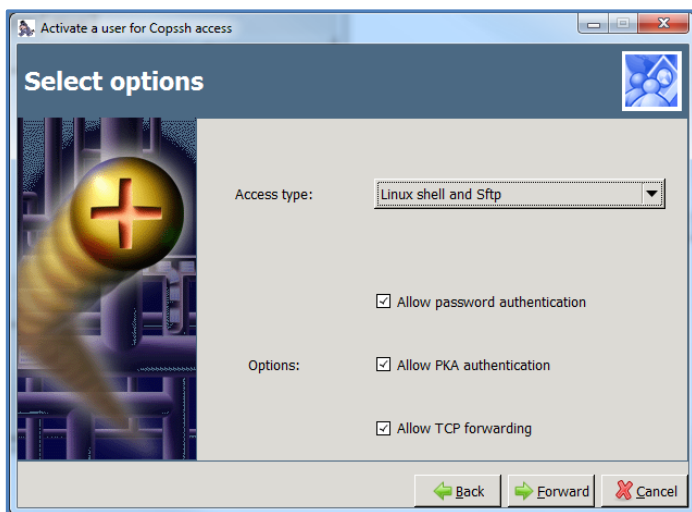 Activate a user for Copssh access
Select options
Access type:
Linux shell and Sftp
Allow password authentication
Options:
Allow PKA authentication
Allow TCP forwarding
Back
Forward
Cancel